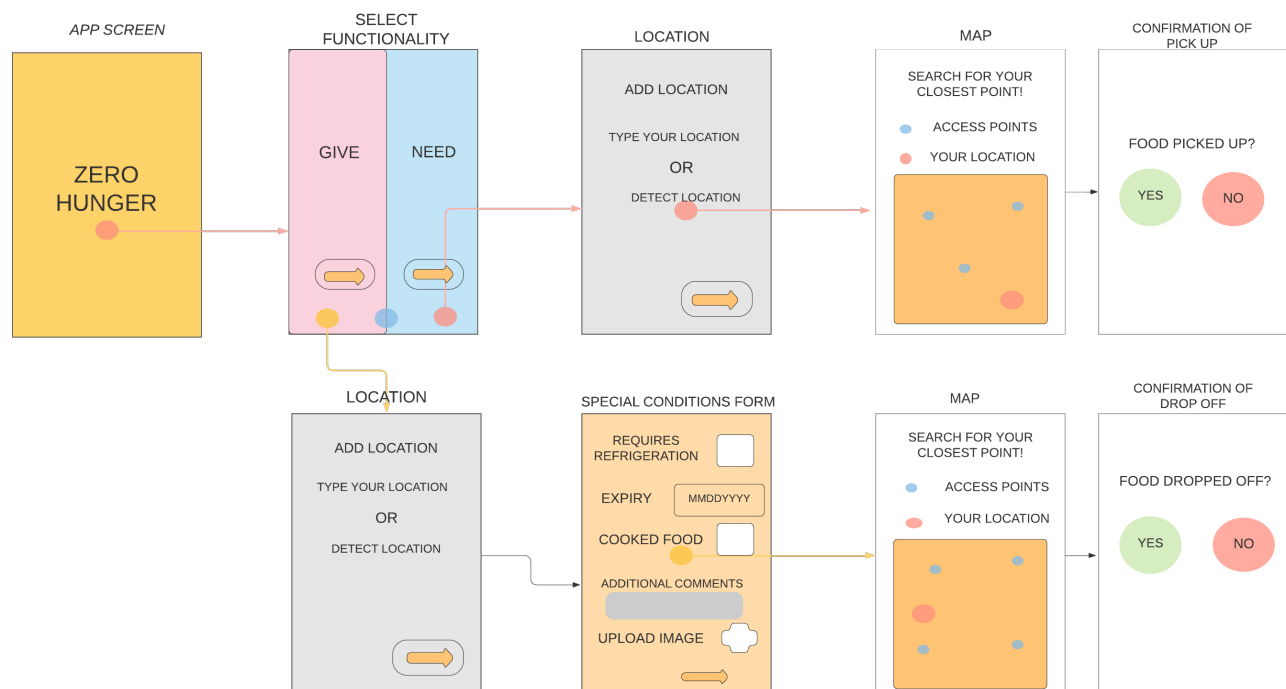 APP SCREEN
SELECT
FUNCTIONALITY
LOCATION
MAP
CONFIRMATION OF
PICK UP
ZERO
HUNGER
GIVE
NEED
ADD LOCATION
TYPE YOUR LOCATION
OR
DETECT LOCATION
SEARCH FOR YOUR
CLOSEST POINT!
ACCESS POINTS
YOUR LOCATION
FOOD PICKED UP?
YES
NO
LOCATION
SPECIAL CONDITIONS FORM
MAP
CONFIRMATION OF
DROP OFF
ADD LOCATION
TYPE YOUR LOCATION
OR
DETECT LOCATION
REQUIRES
REFRIGERATION
EXPIRY
MMDDYYYY
COOKED FOOD
ADDITIONAL COMMENTS
UPLOAD IMAGE
SEARCH FOR YOUR
CLOSEST POINT!
ACCESS POINTS
YOUR LOCATION
FOOD DROPPED OFF?
YES
NO